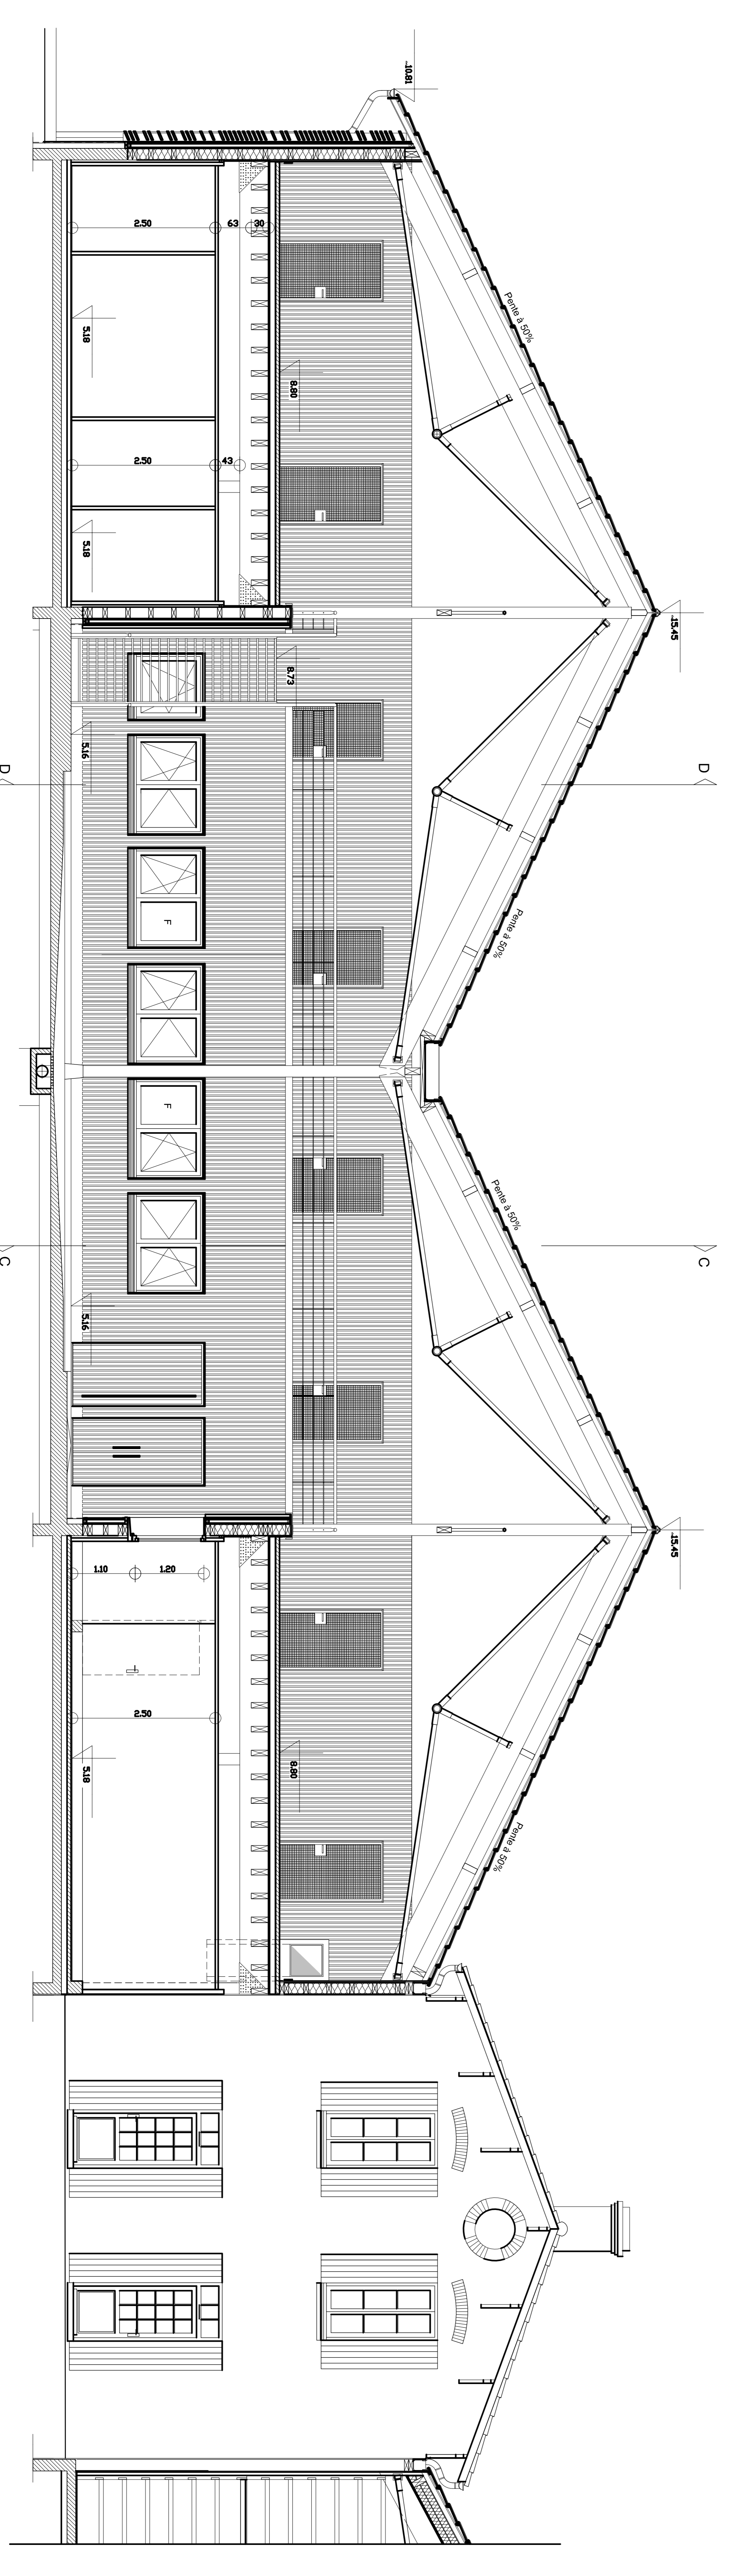 10.81
2.50
63
30
5.18
Pente à 50%
8.80
2.50
43
5.18
15.45
8.73
5.16
D
D
F
Pente à 50%
F
Pente à 50%
C
C
5.16
15.45
1.10
1.20
2.50
5.18
8.80
Pente à 50%